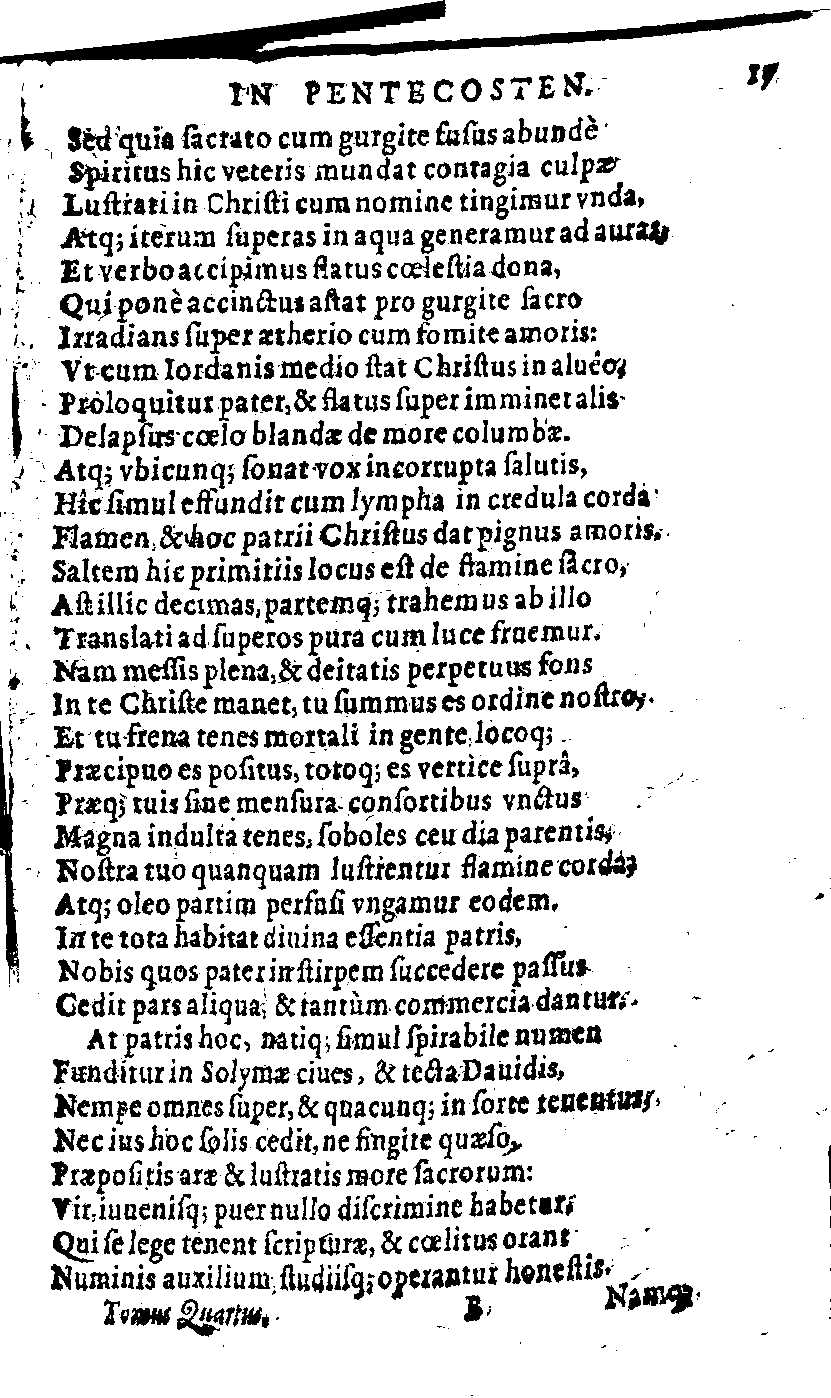 IN PENTECOSTEN. 17
Sed quia sacrato cum gurgite fusus abundè
Spiritus hic veteris mundat contagia culpæ
Lustrati in Christi cum nomine tingimur vnda,
Atq; iterum superas in aqua generamur ad auras,
Et verbo accipimus flatus cœlestia dona,
Qui ponè accinctus astat pro gurgite sacro
Irradians super ætherio cum fomite amoris:
Vt cum Iordanis medio stat Christus in alueo,
Proloquitur pater, & flatus super imminet alis
Delapsus cœlo blandæ de more columbæ.
Atq; vbicunq; sonat vox incorrupta salutis,
Hic simul effundit cum lympha in credula corda
Flamen, & hoc patrii Christus dat pignus amoris,
Saltem hic primitiis locus est de flamine sacro,
Ast illic decimas, partemq; trahemus ab illo
Translati ad superos pura cum luce fruemur.
Nam messis plena, & deitatis perpetuus fons
In te Christe manet, tu summus es ordine nostro,
Et tu frena tenes mortali in gente, locoq;
Præcipuo es positus, totoq; es vertice suprà,
Præq; tuis sine mensura consortibus vnctus
Magna indulta tenes, soboles ceu dia parentis,
Nostra tuo quanquam lustrentur flamine corda,
Atq; oleo partim perfusi vngamur eodem.
In te tota habitat diuina essentia patris,
Nobis quos pater in stirpem succedere passus
Cedit pars aliqua, & tantùm commercia dantur.
At patris hoc, natiq; simul spirabile numen
Funditur in Solymæ ciues, & tecta Dauidis,
Nempe omnes super, & quacunq; in sorte tenentur,
Nec ius hoc solis cedit, ne fingite quæso,
Præpositis aræ & lustratis more sacrorum:
Vir, iuuenisq; puer nullo discrimine habetur,
Qui se lege tenent scripturæ, & cœlitus orant
Numinis auxilium, studiisq; operantur honestis.
Tomus Quartus. B Namq;